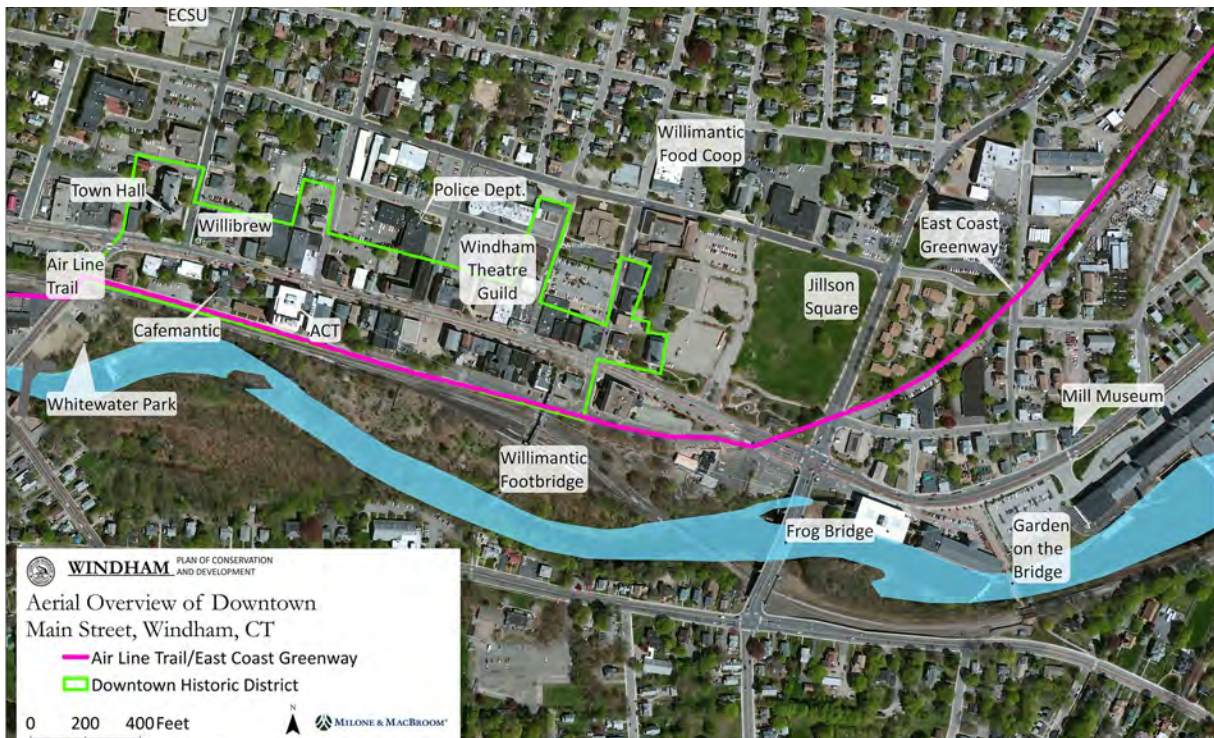 ECSU
Willimantic
Food Coop
Town Hall
Police Dept.
Willibrew
East Coast
Greenway
Windham
Theatre
Guild
Air Line
Trail
Jillson
Square
Cafemantic
ACT
Whitewater Park
Mill Museum
Willimantic
Footbridge
Frog Bridge
Garden
on the
Bridge
WINDHAM PLAN OF CONSERVATION
AND DEVELOPMENT
Aerial Overview of Downtown
Main Street, Windham, CT
Air Line Trail/East Coast Greenway
Downtown Historic District
0 200 400 Feet
N
MILONE & MACBROOM®